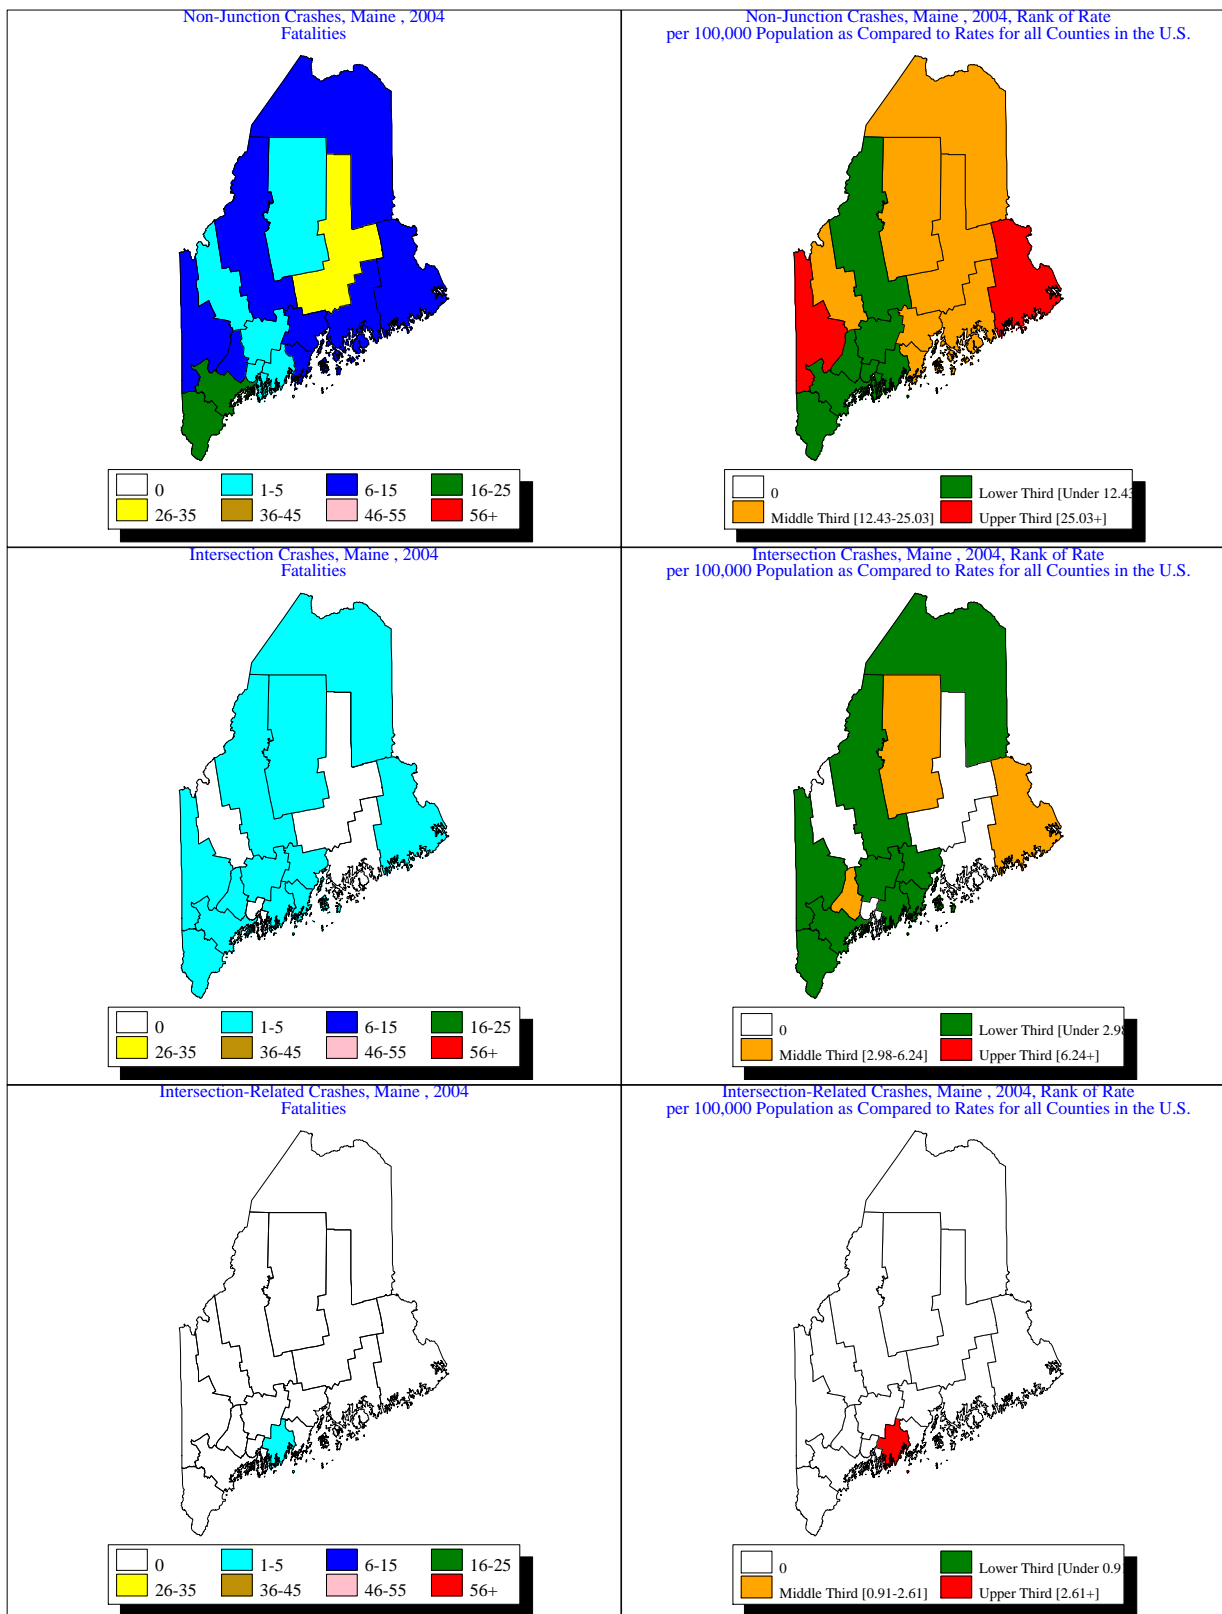 Non-Junction Crashes, Maine , 2004
Fatalities
0 1-5 6-15 16-25
26-35 36-45 46-55 56+
Non-Junction Crashes, Maine , 2004, Rank of Rate
per 100,000 Population as Compared to Rates for all Counties in the U.S.
0 Lower Third [Under 12.43
Middle Third [12.43-25.03] Upper Third [25.03+]
Intersection Crashes, Maine , 2004
Fatalities
0 1-5 6-15 16-25
26-35 36-45 46-55 56+
Intersection Crashes, Maine , 2004, Rank of Rate
per 100,000 Population as Compared to Rates for all Counties in the U.S.
0 Lower Third [Under 2.98
Middle Third [2.98-6.24] Upper Third [6.24+]
Intersection-Related Crashes, Maine , 2004
Fatalities
0 1-5 6-15 16-25
26-35 36-45 46-55 56+
Intersection-Related Crashes, Maine , 2004, Rank of Rate
per 100,000 Population as Compared to Rates for all Counties in the U.S.
0 Lower Third [Under 0.9
Middle Third [0.91-2.61] Upper Third [2.61+]